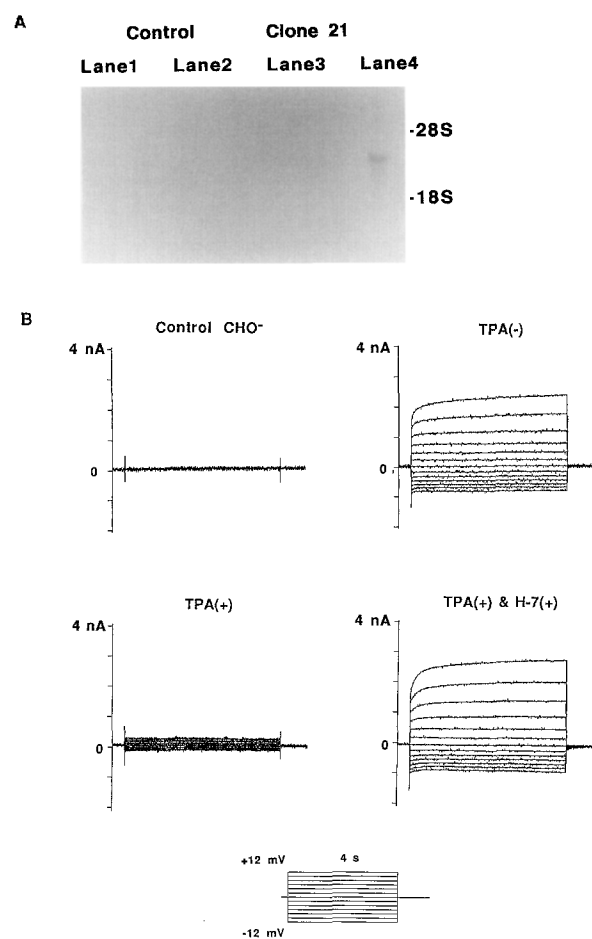 A
Control Clone 21
Lane1 Lane2 Lane3 Lane4
-28S
-18S
B
Control CHO-
4 nA
0
TPA(-)
4 nA
0
TPA(+)
4 nA
0
TPA(+) & H-7(+)
4 nA
0
+12 mV 4 s
-12 mV